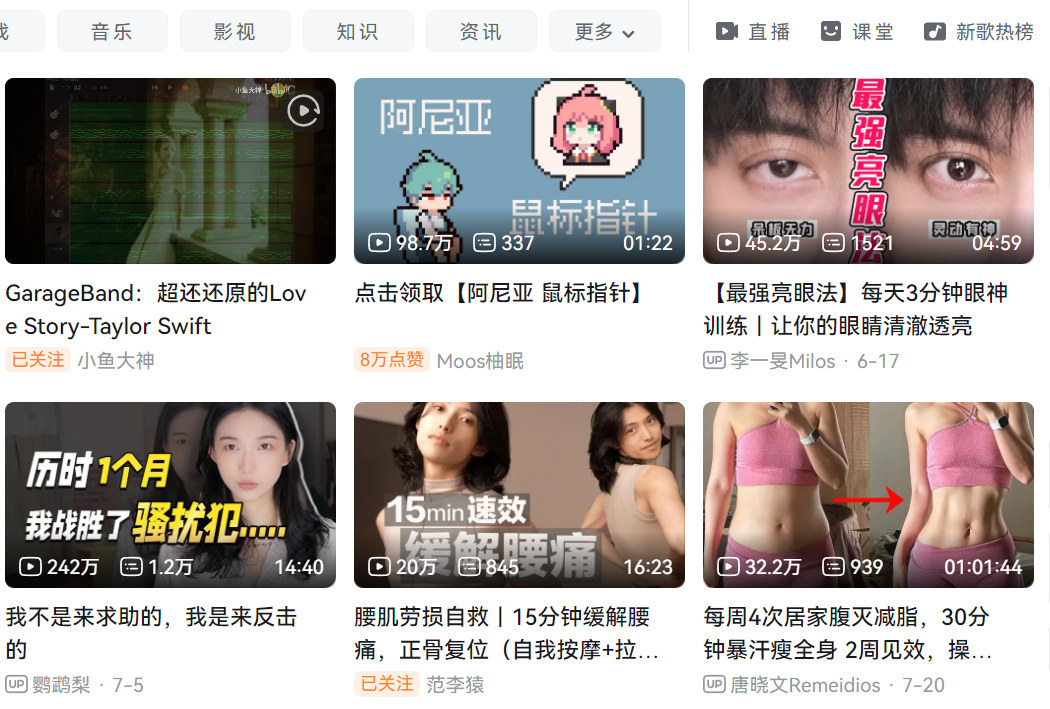 音乐
影视
知识
资讯
更多
直播
课堂
新歌热榜
小鱼大神
阿尼亚
鼠标指针
98.7万
337
01:22
最强亮眼法
灵动有神
45.2万
1521
04:59
GarageBand：超还还原的Lov
e Story-Taylor Swift
已关注 小鱼大神
点击领取【阿尼亚 鼠标指针】
8万点赞 Moos柚眠
【最强亮眼法】每天3分钟眼神
训练丨让你的眼睛清澈透亮
UP 李一旻Milos · 6-17
历时1个月
我战胜了骚扰犯.....
242万
1.2万
14:40
15min速效
缓解腰痛
20万
845
16:23
32.2万
939
01:01:44
我不是来求助的，我是来反击
的
UP 鹦鹉梨 · 7-5
腰肌劳损自救丨15分钟缓解腰
痛，正骨复位（自我按摩+拉...
已关注 范李猿
每周4次居家腹灭减脂，30分
钟暴汗瘦全身 2周见效，操...
UP 唐晓文Remeidios · 7-20